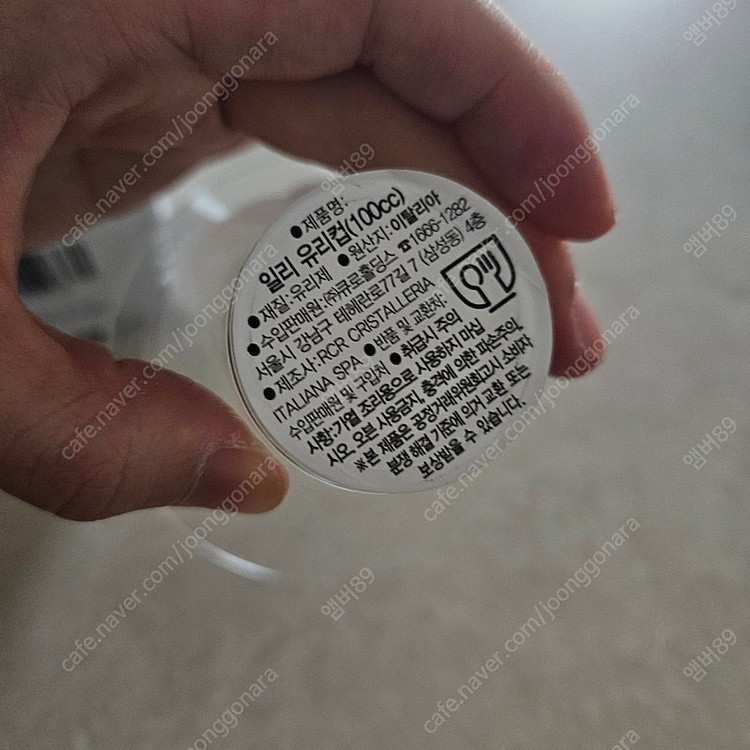 ●제품명:
일리 유리컵(100cc)
●재질:유리제 ●원산지:이탈리아
●수입판매원:㈜큐로홀딩스 ☎1666-1282
서울시 강남구 테헤란로77길 7 (삼성동) 4층
●제조사:RCR CRISTALLERIA
ITALIANA SPA ●반품 및 교환처:
수입판매원 및 구입처 ●취급시 주의
사항:가열 조리용으로 사용하지 마십
시오. 오븐 사용금지, 충격에 의한 파손주의.
※본 제품은 공정거래위원회고시 소비자
분쟁 해결 기준에 의거 교환 또는
보상받을 수 있습니다.
cafe.naver.com/joonggonara
앰버89